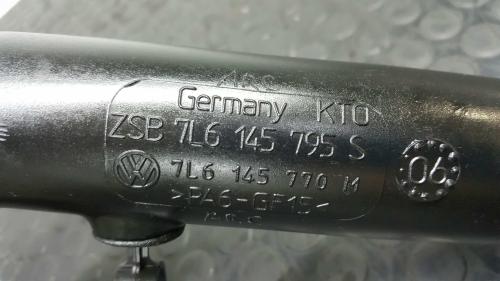 Germany KTO
ZSB 7L6 145 795 S
7L6 145 770 M
>PA6-GF15<
06